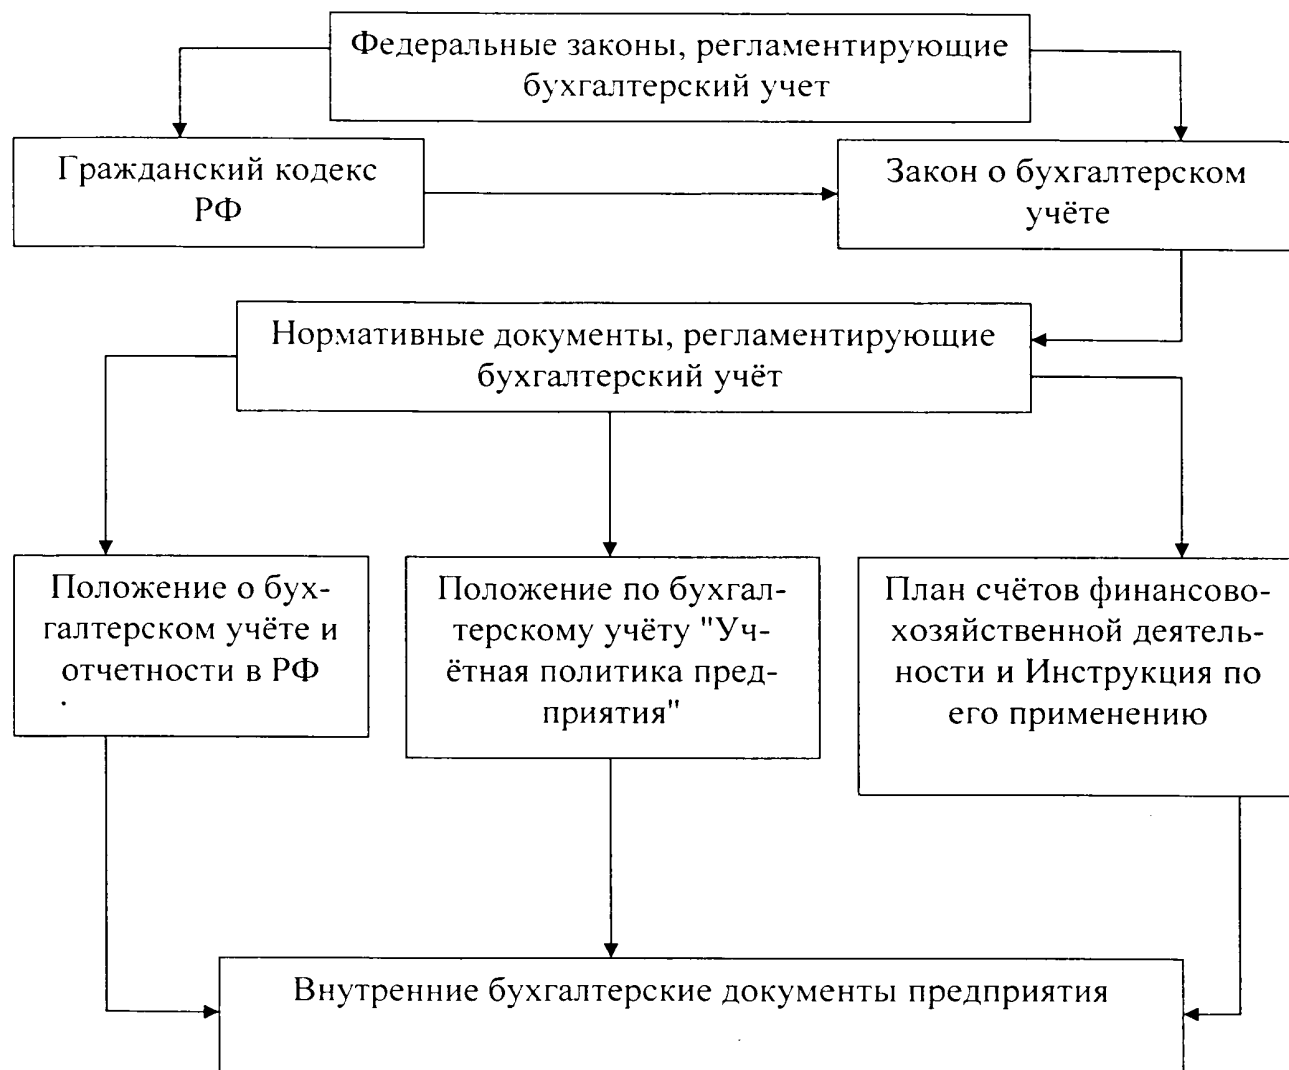 Федеральные законы, регламентирующие
бухгалтерский учет
Гражданский кодекс
РФ
Закон о бухгалтерском
учёте
Нормативные документы, регламентирующие
бухгалтерский учёт
Положение о бух-
галтерском учёте и
отчетности в РФ
Положение по бухгал-
терскому учёту "Уч-
ётная политика пред-
приятия"
План счётов финансово-
хозяйственной деятель-
ности и Инструкция по
его применению
Внутренние бухгалтерские документы предприятия